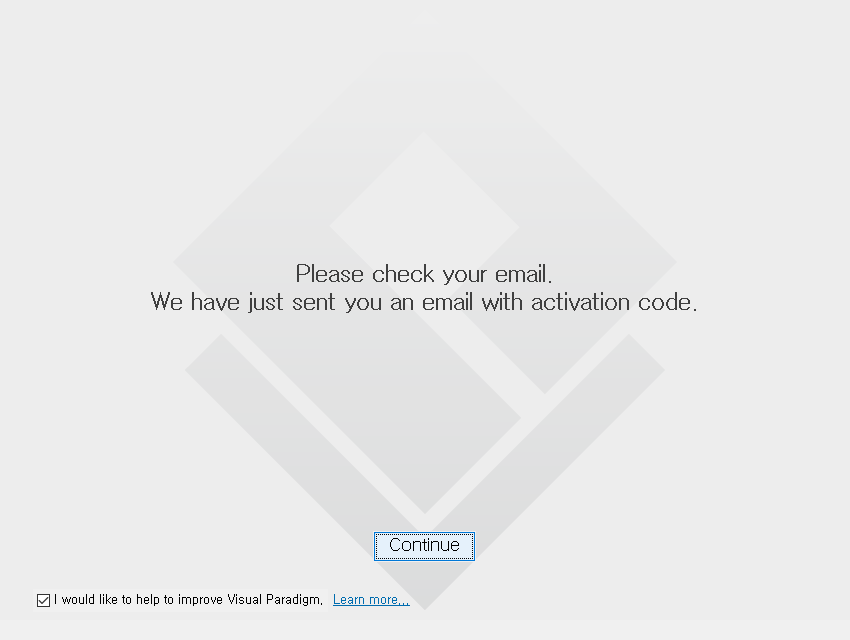 Please check your email.
We have just sent you an email with activation code.
Continue
I would like to help to improve Visual Paradigm. Learn more...